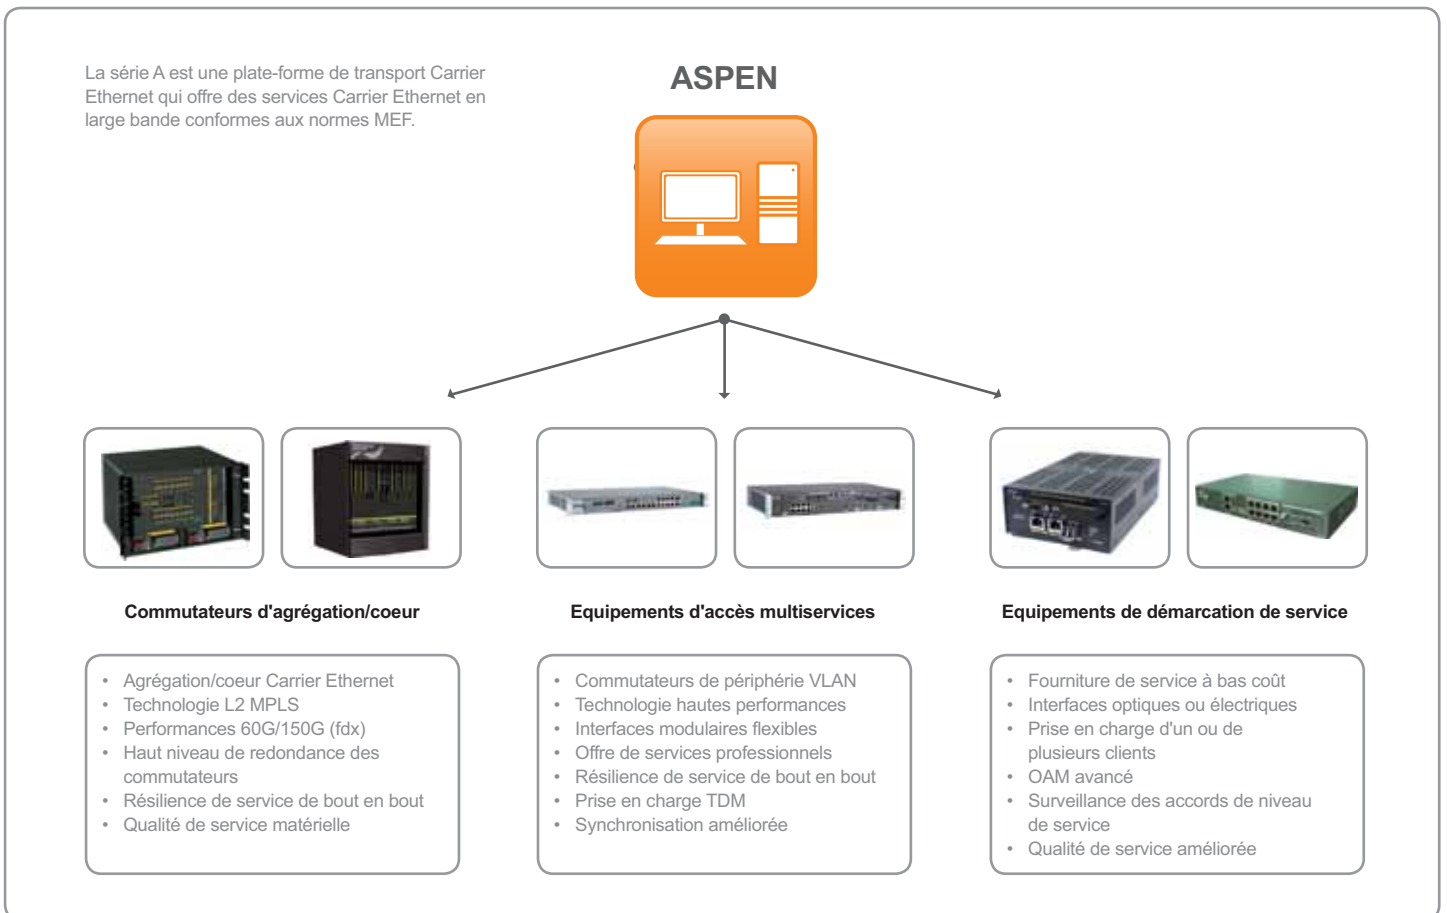 La série A est une plate-forme de transport Carrier
Ethernet qui offre des services Carrier Ethernet en
large bande conformes aux normes MEF.
ASPEN
Commutateurs d'agrégation/coeur
• Agrégation/coeur Carrier Ethernet
• Technologie L2 MPLS
• Performances 60G/150G (fdx)
• Haut niveau de redondance des
commutateurs
• Résilience de service de bout en bout
• Qualité de service matérielle
Equipements d'accès multiservices
• Commutateurs de périphérie VLAN
• Technologie hautes performances
• Interfaces modulaires flexibles
• Offre de services professionnels
• Résilience de service de bout en bout
• Prise en charge TDM
• Synchronisation améliorée
Equipements de démarcation de service
• Fourniture de service à bas coût
• Interfaces optiques ou électriques
• Prise en charge d'un ou de
plusieurs clients
• OAM avancé
• Surveillance des accords de niveau
de service
• Qualité de service améliorée